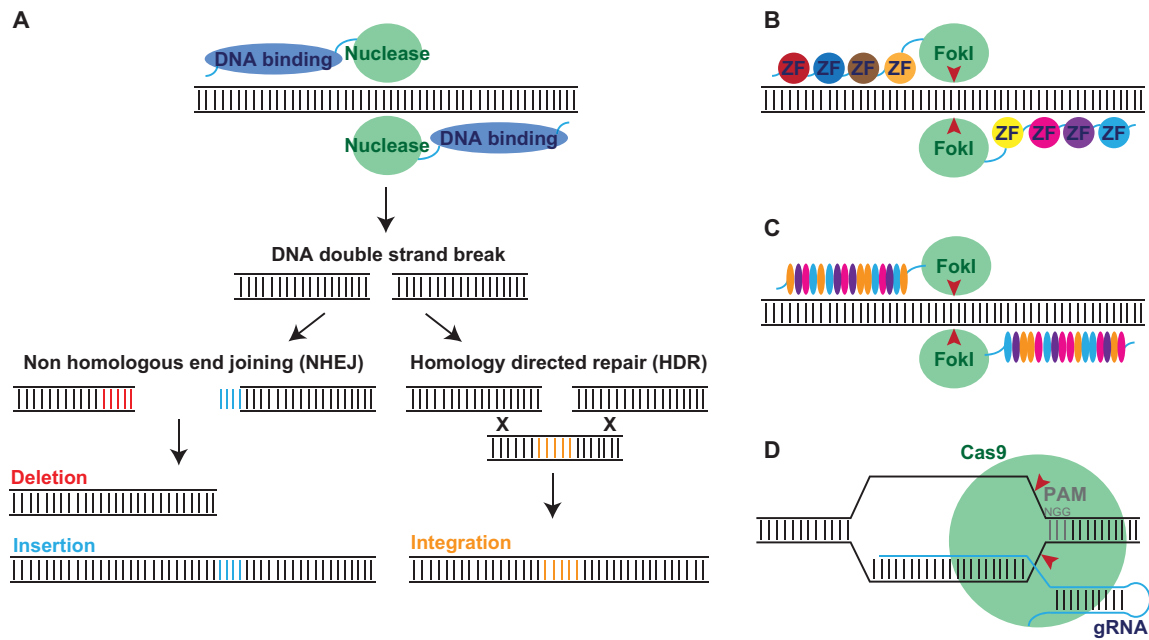 A
DNA binding
Nuclease
Nuclease
DNA binding
DNA double strand break
Non homologous end joining (NHEJ)
Homology directed repair (HDR)
X
X
Deletion
Insertion
Integration
B
ZF
ZF
ZF
ZF
FokI
FokI
ZF
ZF
ZF
ZF
C
FokI
FokI
D
Cas9
PAM
NGG
gRNA